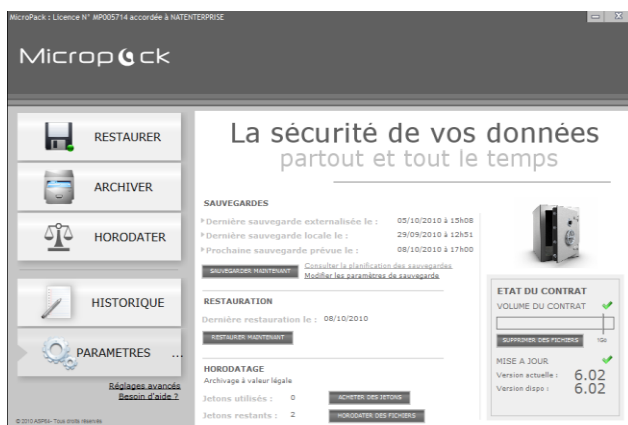 MicroPack : Licence N° MP005714 accordée à NATENTERPRISE
Micropack
RESTAURER
ARCHIVER
HORODATER
HISTORIQUE
PARAMETRES ...
Réglages avancés
Besoin d'aide ?
© 2010 ASPlin- Tous droits réservés
La sécurité de vos données
partout et tout le temps
SAUVEGARDES
Dernière sauvegarde externalisée le : 05/10/2010 à 15h08
Dernière sauvegarde locale le : 29/09/2010 à 12h51
Prochaine sauvegarde prévue le : 08/10/2010 à 17h00
SAUVEGARDER MAINTENANT
Consulter la planification des sauvegardes
Modifier les paramètres de sauvegarde
RESTAURATION
Dernière restauration le : 08/10/2010
RESTAURER MAINTENANT
HORODATAGE
Archivage à valeur légale
Jetons utilisés : 0 ACHETER DES JETONS
Jetons restants : 2 HORODATER DES FICHIERS
ETAT DU CONTRAT
VOLUME DU CONTRAT
SUPPRIMER DES FICHIERS 1Go
MISE A JOUR
Version actuelle : 6.02
Version dispo : 6.02